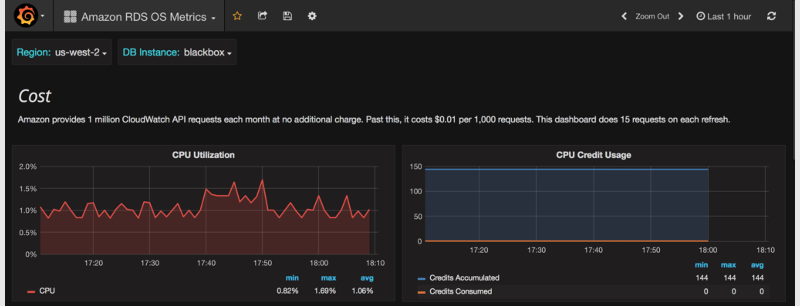 Amazon RDS OS Metrics
Zoom Out
Last 1 hour
Region: us-west-2
DB Instance: blackbox
Cost
Amazon provides 1 million CloudWatch API requests each month at no additional charge. Past this, it costs $0.01 per 1,000 requests. This dashboard does 15 requests on each refresh.
CPU Utilization
2.0%
1.5%
1.0%
0.5%
0%
17:20 17:30 17:40 17:50 18:00 18:10
min max avg
CPU 0.82% 1.69% 1.06%
CPU Credit Usage
150
100
50
0
17:20 17:30 17:40 17:50 18:00 18:10
min max avg
Credits Accumulated 144 144 144
Credits Consumed 0 0 0